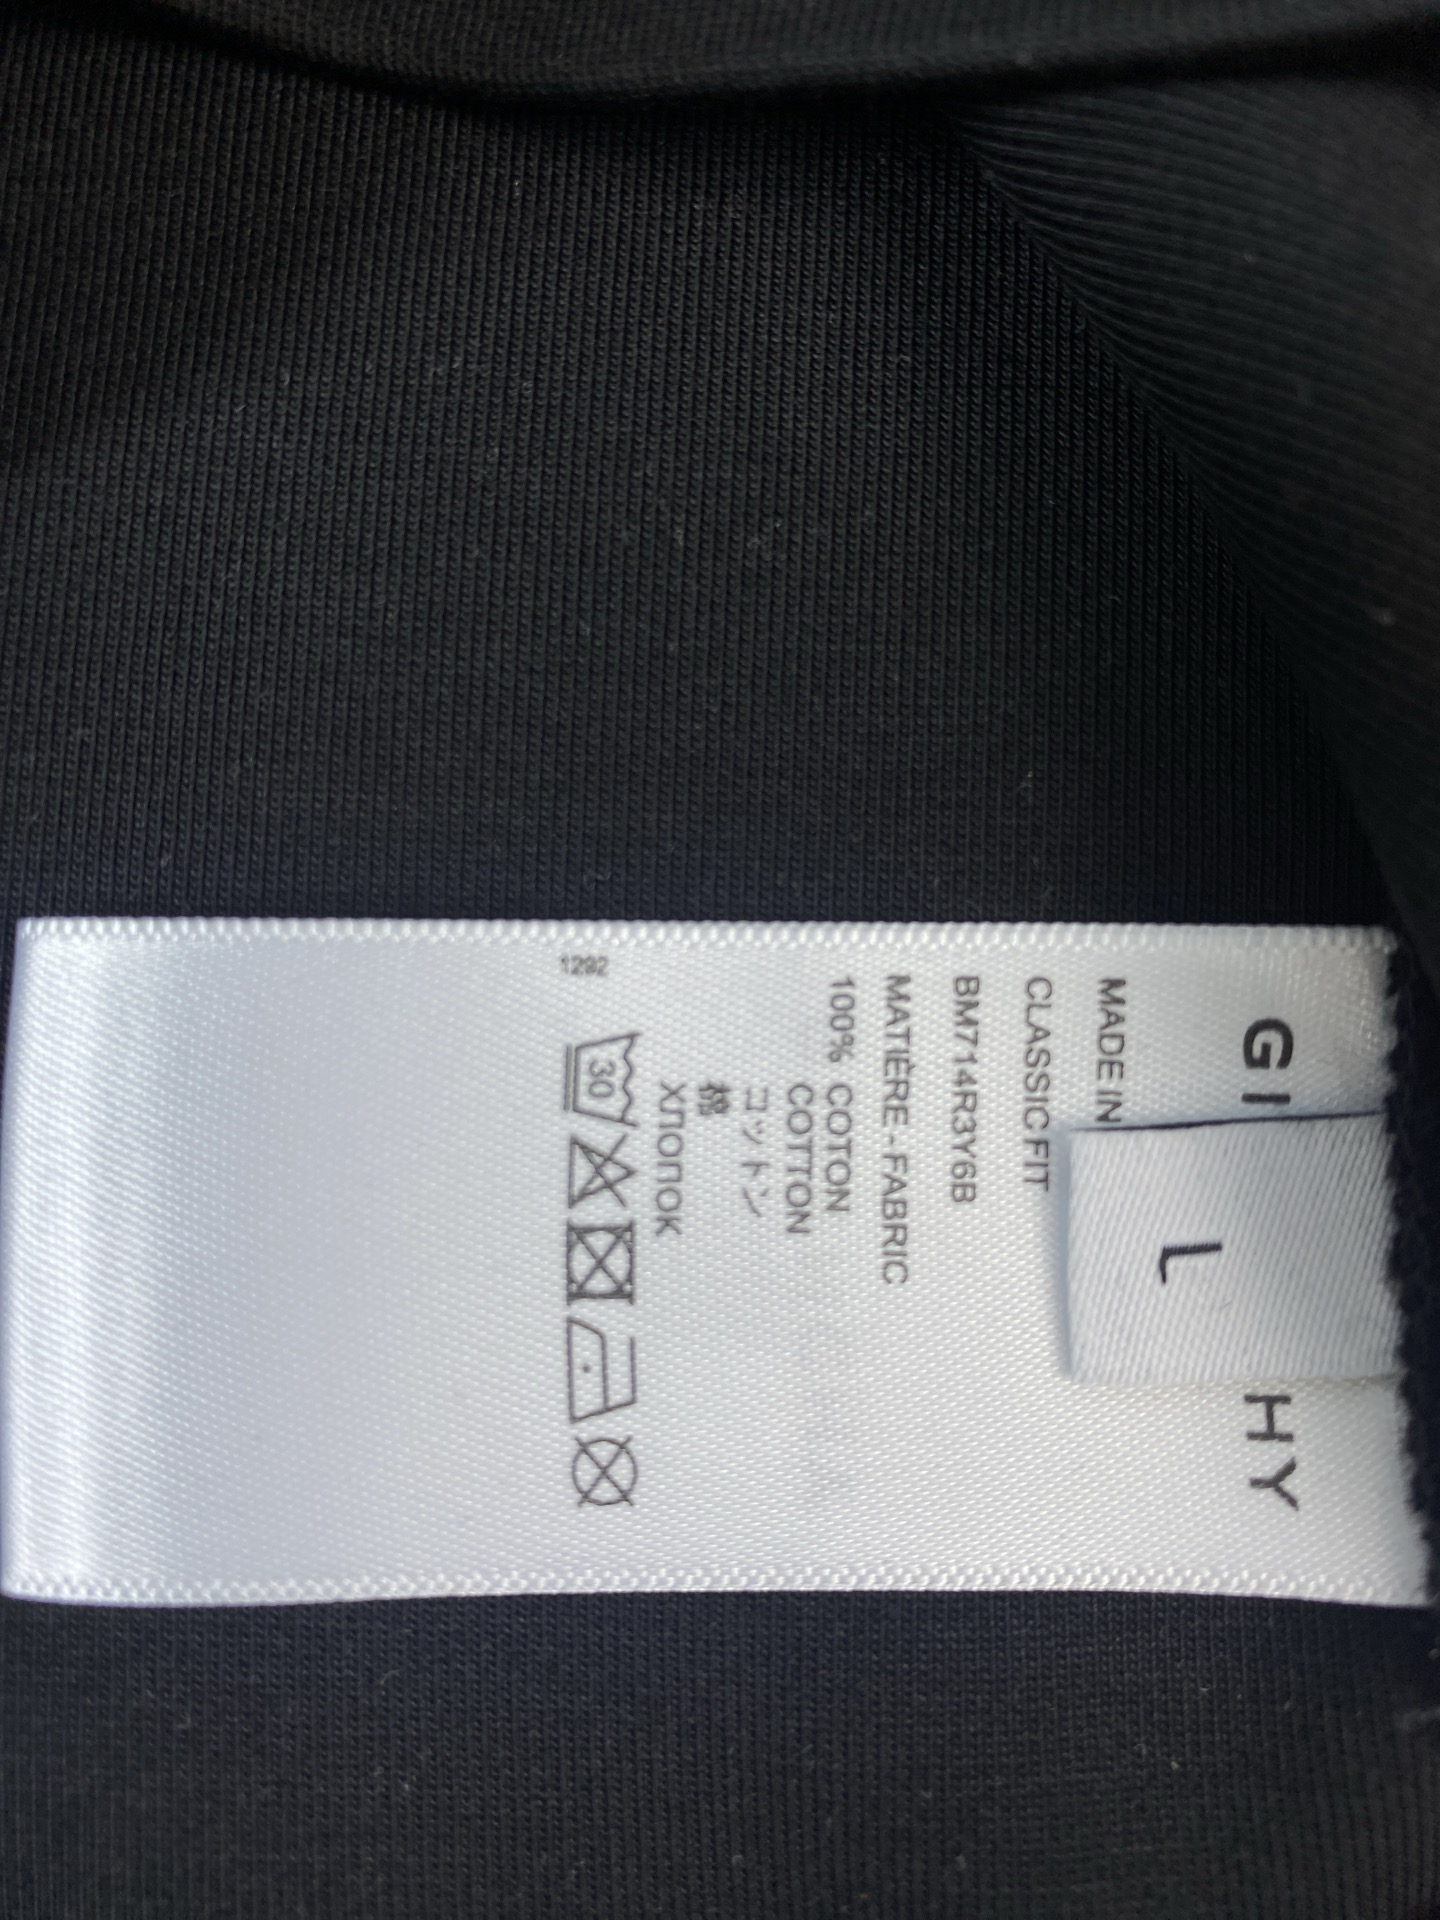 GI HY
L
MADE IN
CLASSIC FIT
BM714R3Y6B
MATIÈRE-FABRIC
100% COTON
COTTON
コットン
棉
ХЛОПОК
30
1292